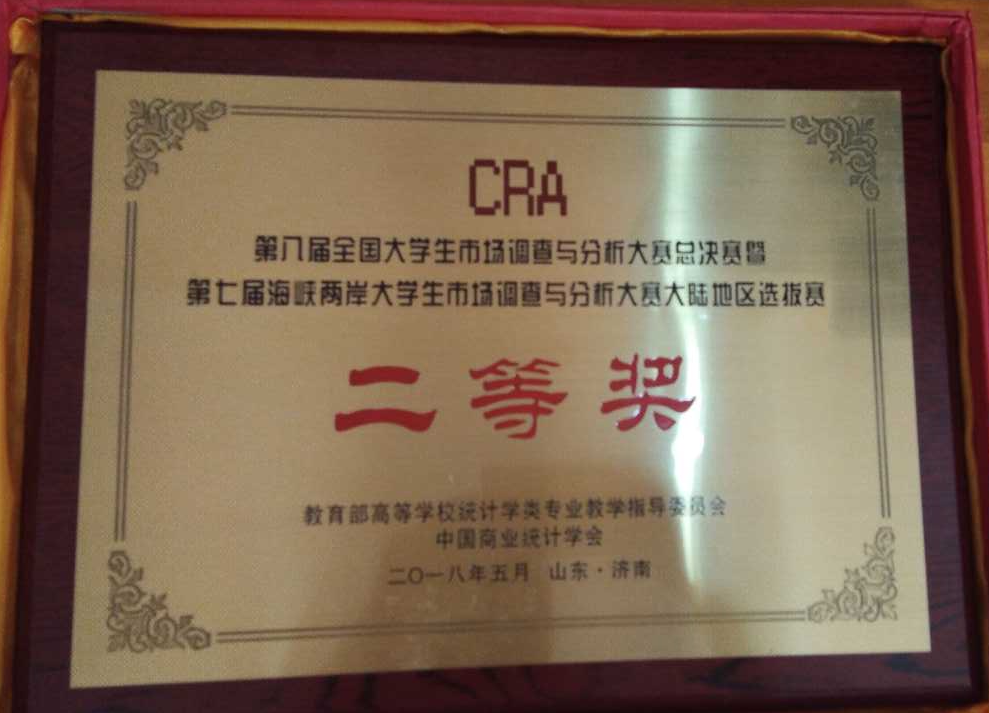 CRA
第八届全国大学生市场调查与分析大赛总决赛暨
第七届海峡两岸大学生市场调查与分析大赛大陆地区选拔赛
二等奖
教育部高等学校统计学类专业教学指导委员会
中国商业统计学会
二〇一八年五月 山东·济南